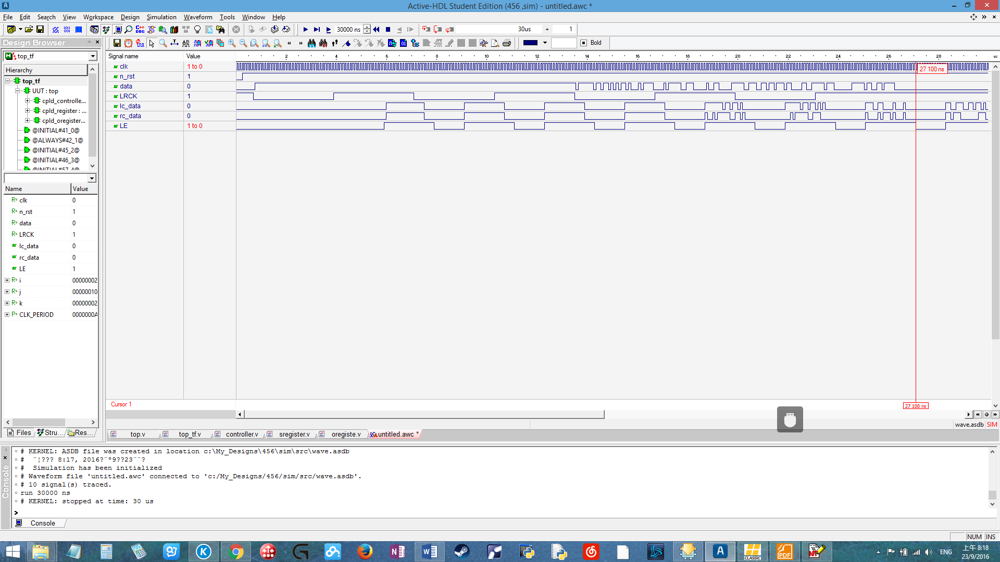 Active-HDL Student Edition (456 ,sim) - untitled.awc *
File Edit Search View Workspace Design Simulation Waveform Tools Window Help
30000 ns 30us + 1
Design Browser
Bold
top_tf
Signal name Value 2 4 6 8 10 12 14 16 18 20 22 24 26 28 us
Hierarchy
clk 1 to 0
27 100 ns
n_rst 1
data 0
LRCK 1
lc_data 0
rc_data 0
LE 1 to 0
top_tf
UUT : top
cpld_controlle...
cpld_register : ...
cpld_oregister...
@INITIAL#41_0@
@ALWAYS#42_1@
@INITIAL#45_2@
@INITIAL#46_3@
@INITIAL#57_4@
Name Value
clk 0
n_rst 1
data 0
LRCK 1
lc_data 0
rc_data 0
LE 1
i 00000002
j 00000010
k 00000002
CLK_PERIOD 0000000A
Cursor 1
27 100 ns
wave.asdb SIM
Files Stru... Res...
top.v top_tf.v controller.v sregister.v oregiste.v untitled.awc *
# KERNEL: ASDB file was created in location c:\My_Designs\456\sim\src\wave.asdb
# ¨¦??? 8:17, 2016?¨º9??23¨¨?
# Simulation has been initialized
# Waveform file 'untitled.awc' connected to 'c:/My_Designs/456/sim/src/wave.asdb'.
# 10 signal(s) traced.
run 30000 ns
# KERNEL: stopped at time: 30 us
>
Console
Console
NUM INS
CLASSIC
PDF
ENG
上午 8:18
23/9/2016